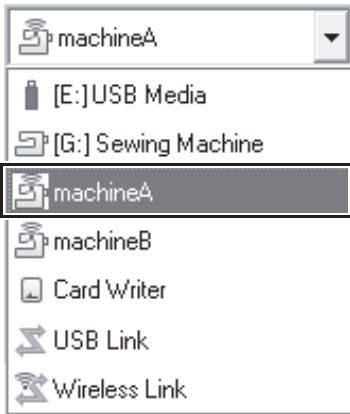 machineA
[E:]USB Media
[G:] Sewing Machine
machineA
machineB
Card Writer
USB Link
Wireless Link